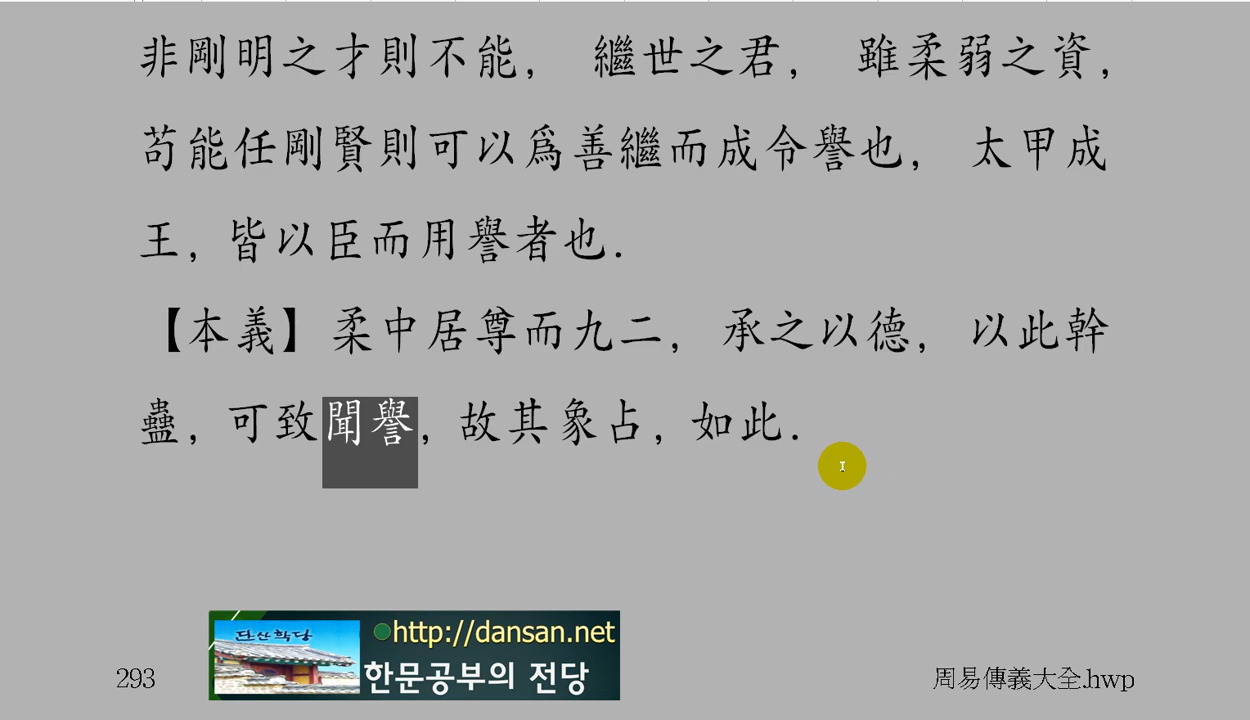 非剛明之才則不能, 繼世之君, 雖柔弱之資,
苟能任剛賢則可以爲善繼而成令譽也, 太甲成
王, 皆以臣而用譽者也.
【本義】 柔中居尊而九二, 承之以德, 以此幹
蠱, 可致聞譽, 故其象占, 如此.
단산학당
http://dansan.net
한문공부의 전당
293
周易傳義大全.hwp